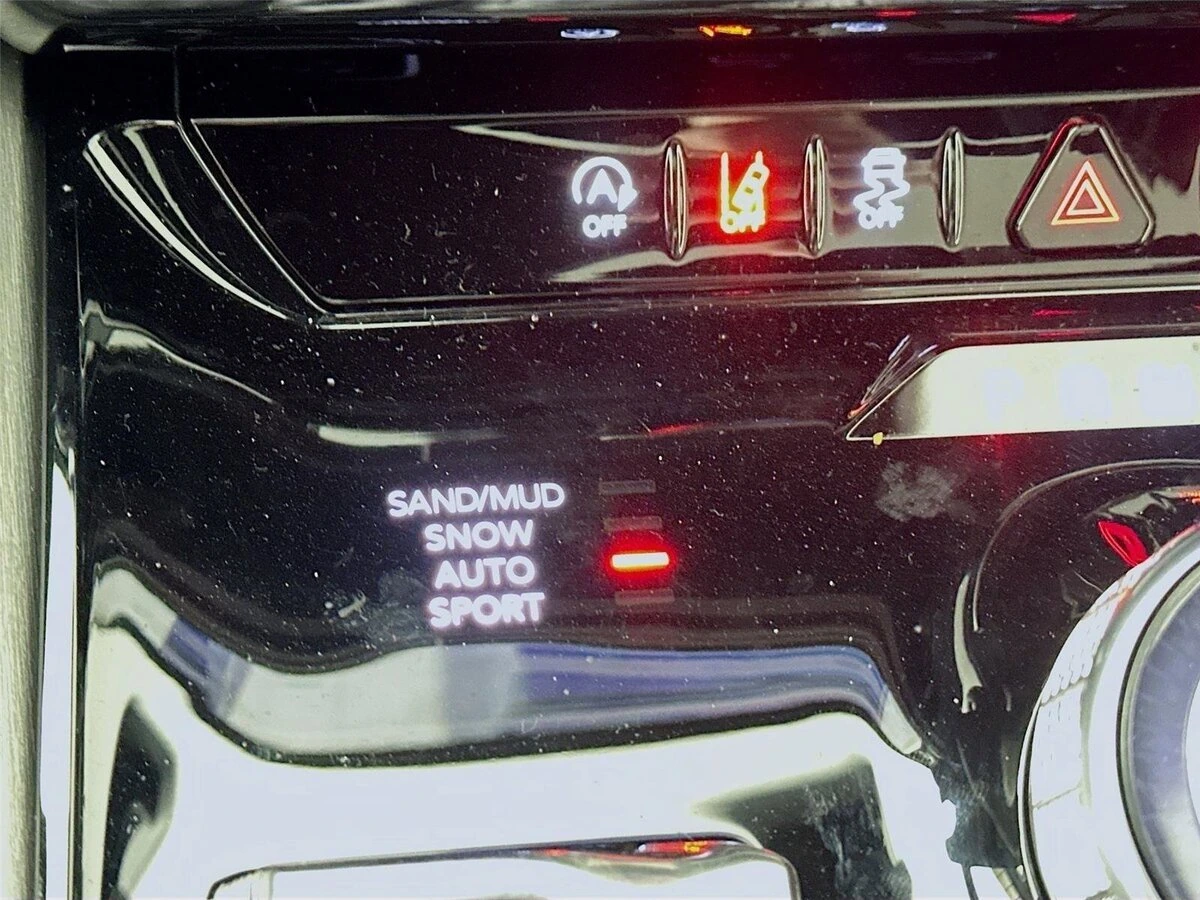 A
OFF
OFF
OFF
P R N
SAND/MUD
SNOW
AUTO
SPORT